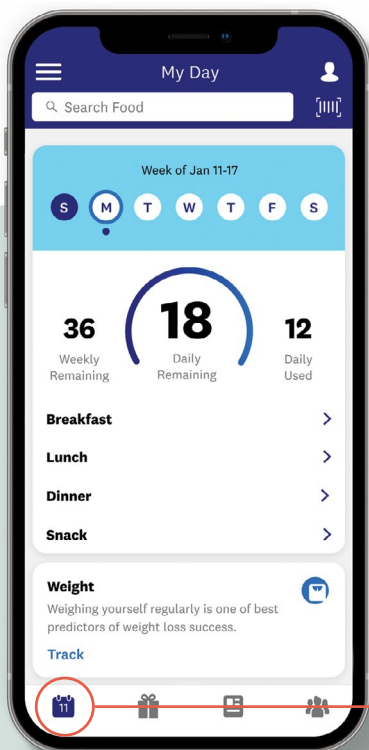 My Day
Search Food
Week of Jan 11-17
S M T W T F S
36 18 12
Weekly Remaining Daily Remaining Daily Used
Breakfast
Lunch
Dinner
Snack
Weight
Weighing yourself regularly is one of best
predictors of weight loss success.
Track
11